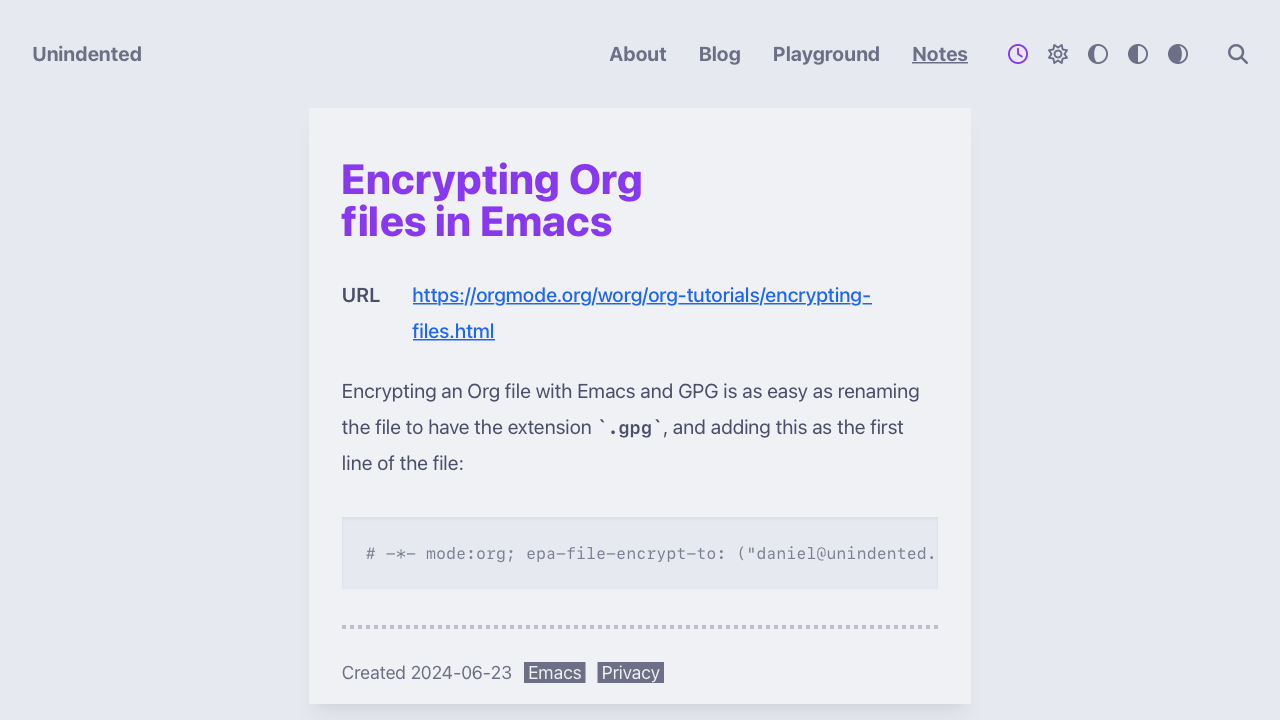 Unindented
About Blog Playground Notes
Encrypting Org
files in Emacs
URL https://orgmode.org/worg/org-tutorials/encrypting-
files.html
Encrypting an Org file with Emacs and GPG is as easy as renaming
the file to have the extension `.gpg`, and adding this as the first
line of the file:
# -*- mode:org; epa-file-encrypt-to: ("daniel@unindented.
Created 2024-06-23 Emacs Privacy